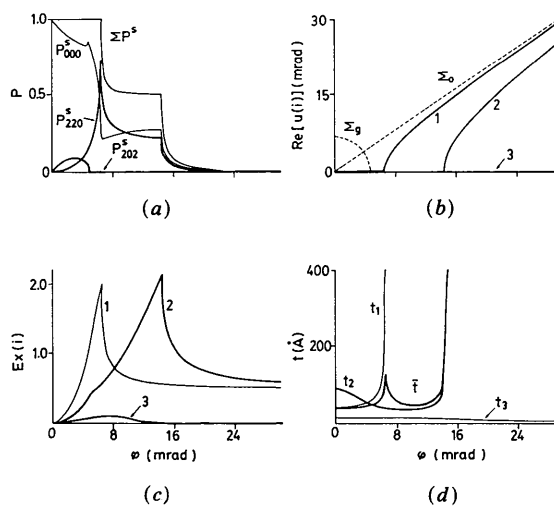 P
1.0
0.5
0
P^s_000
ΣP^s
P^s_220
P^s_202
(a)
Re[u(i)] (mrad)
30
15
0
Σ_g
Σ_o
1
2
3
(b)
Ex(i)
2.0
1.0
1
2
3
0 8 16 24
φ (mrad)
(c)
t(Å)
400
200
t_1
t_2
t̄
t_3
0 8 16 24
φ (mrad)
(d)